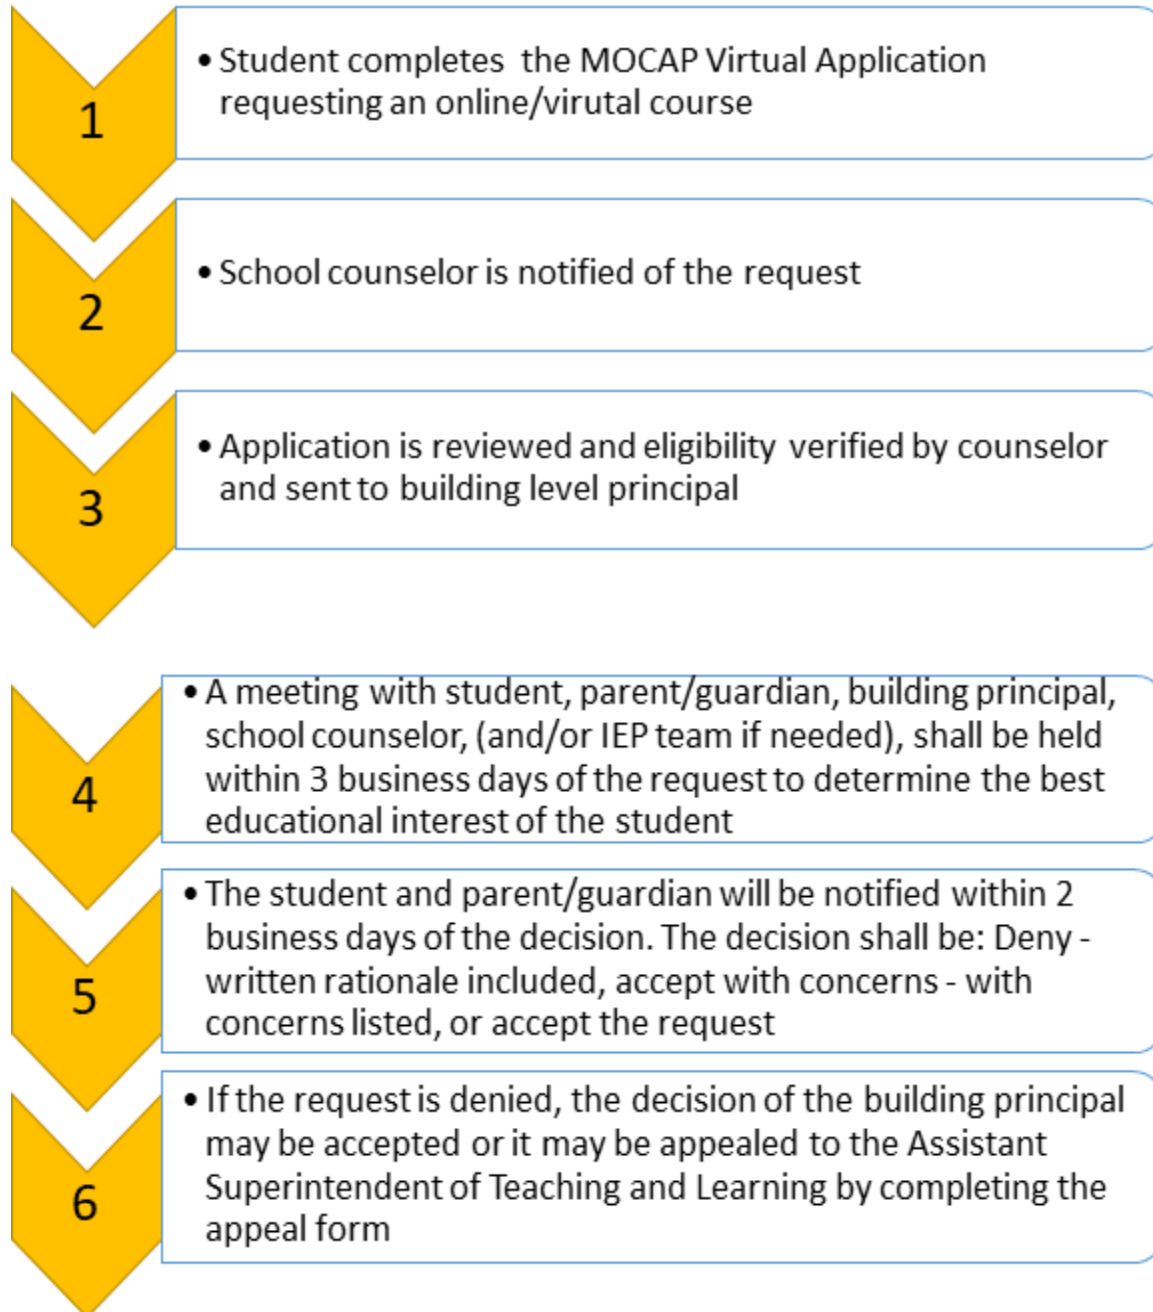 1
• Student completes the MOCAP Virtual Application
requesting an online/virutal course
2
• School counselor is notified of the request
3
• Application is reviewed and eligibility verified by counselor
and sent to building level principal
4
• A meeting with student, parent/guardian, building principal,
school counselor, (and/or IEP team if needed), shall be held
within 3 business days of the request to determine the best
educational interest of the student
5
• The student and parent/guardian will be notified within 2
business days of the decision. The decision shall be: Deny -
written rationale included, accept with concerns - with
concerns listed, or accept the request
6
• If the request is denied, the decision of the building principal
may be accepted or it may be appealed to the Assistant
Superintendent of Teaching and Learning by completing the
appeal form